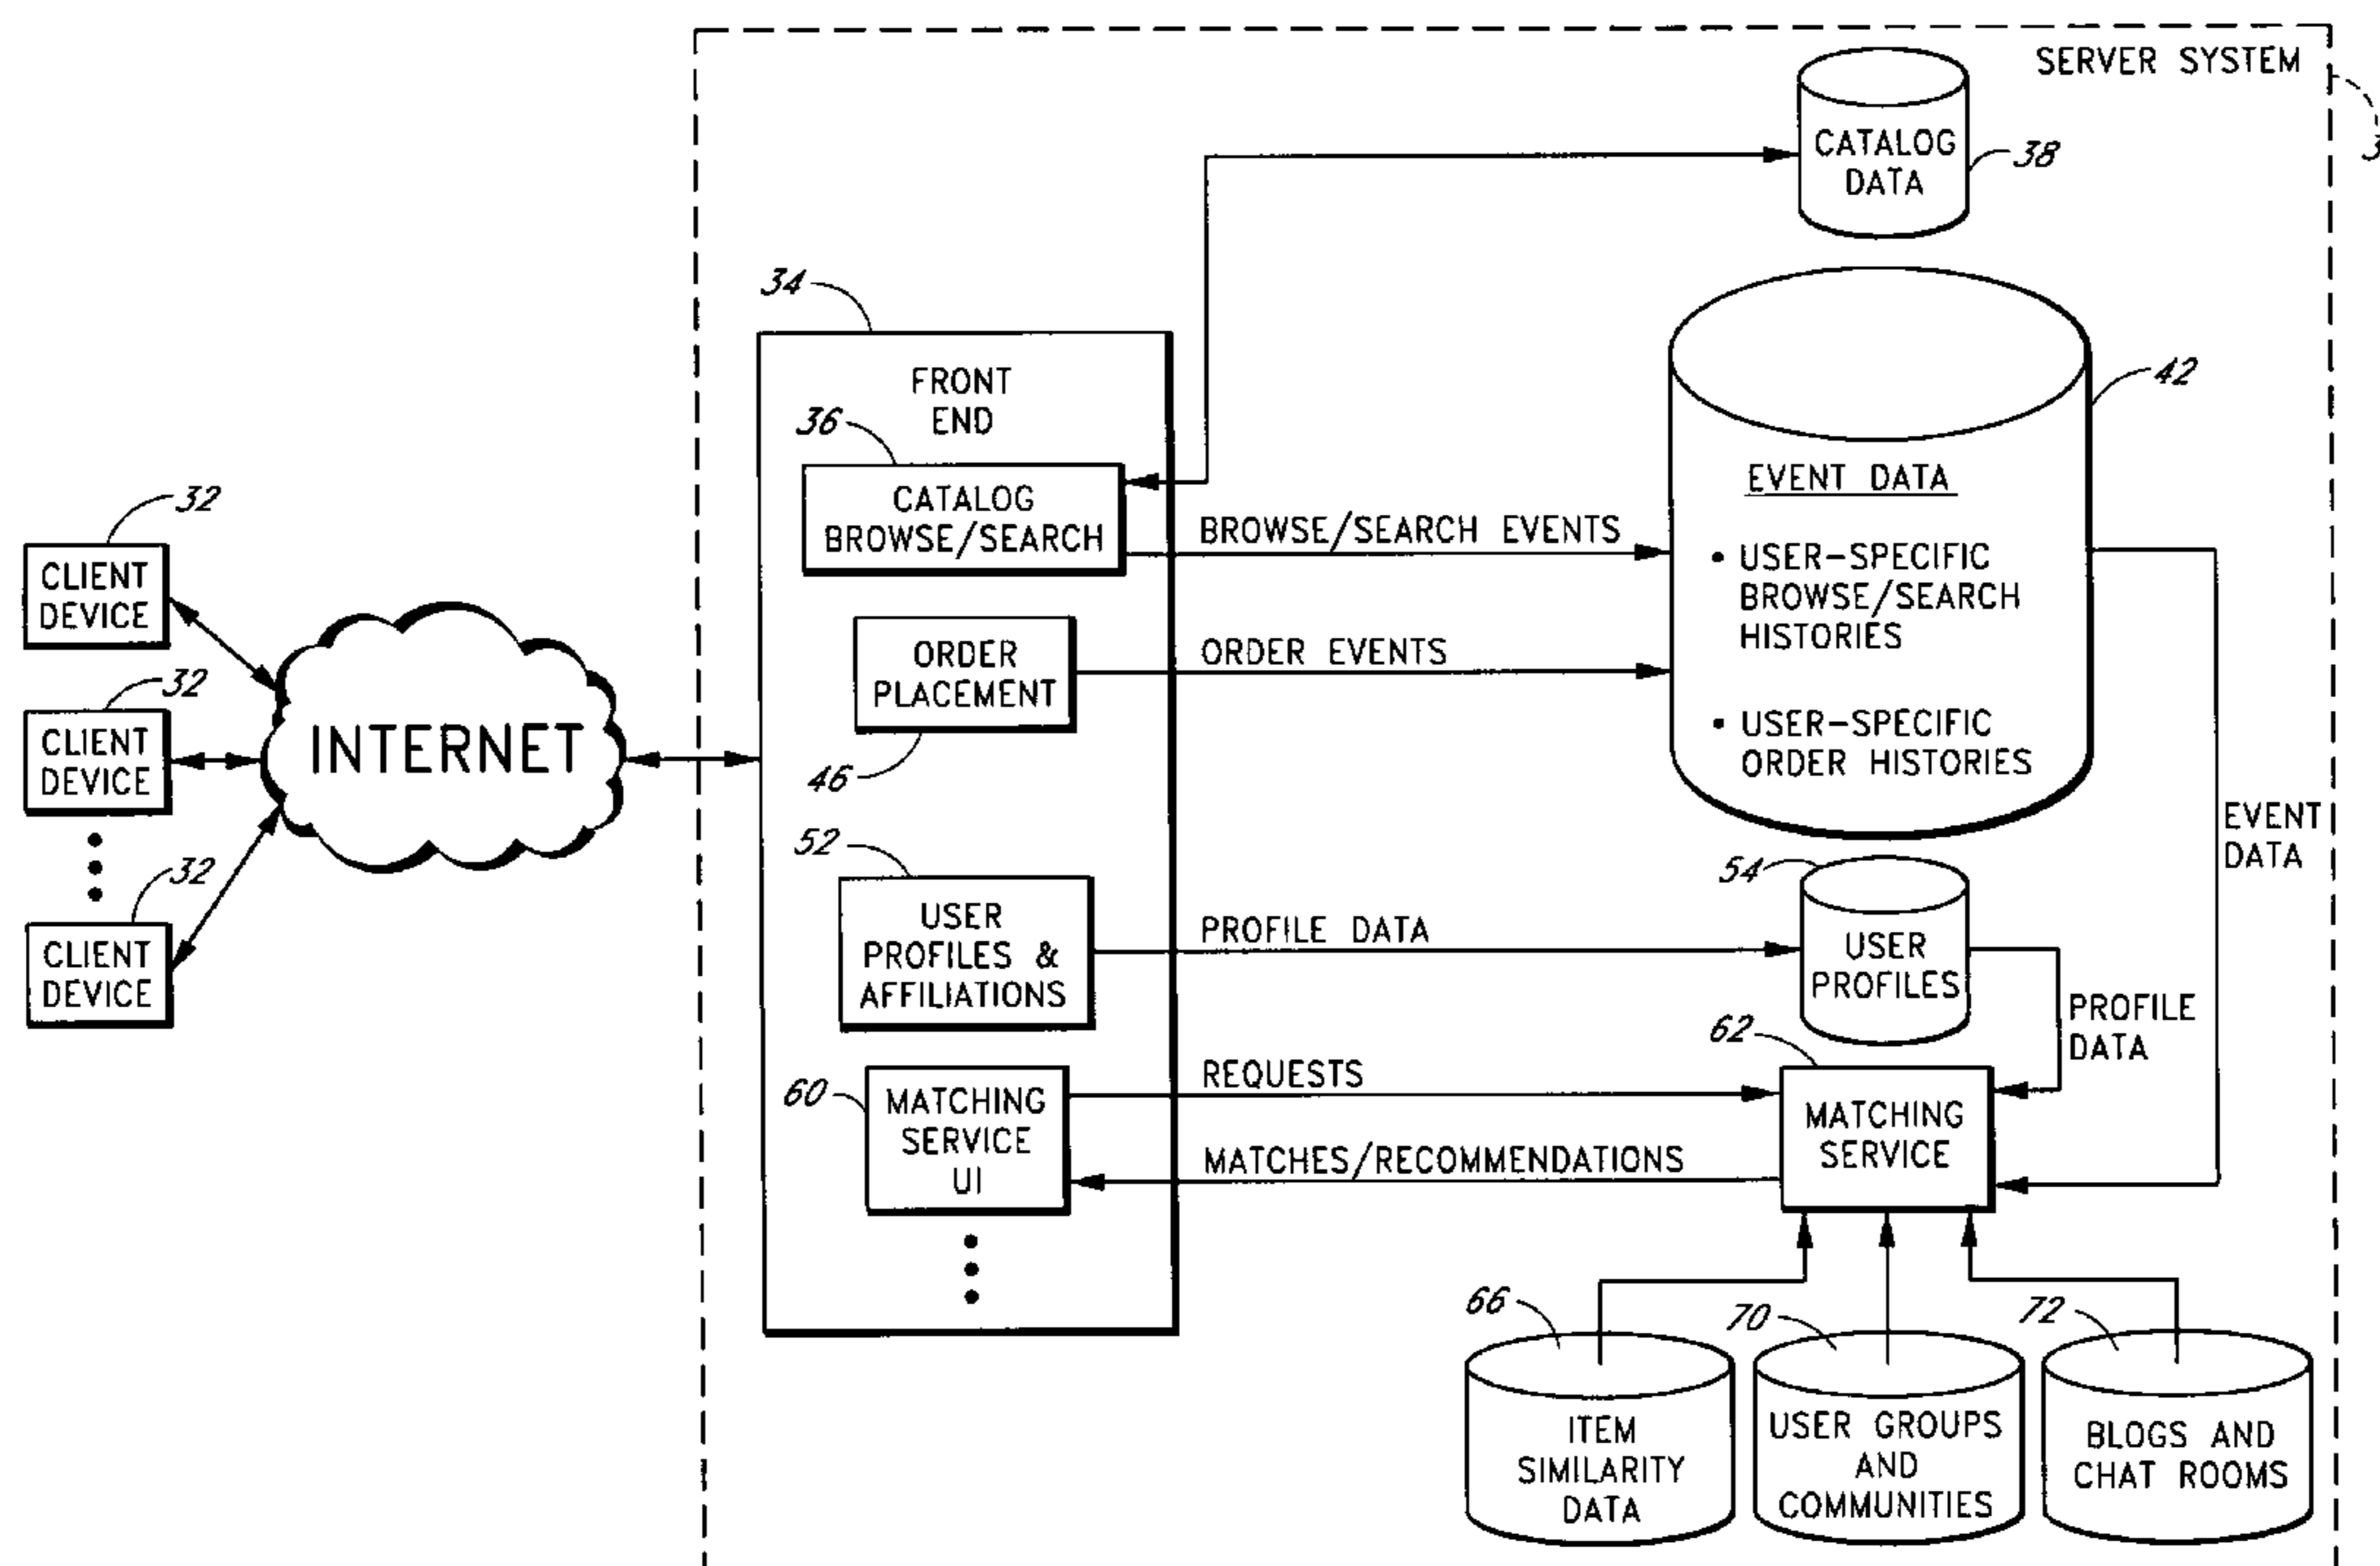 SERVER SYSTEM
CATALOG
DATA
38
34
FRONT
END
42
36
CATALOG
BROWSE/SEARCH
BROWSE/SEARCH EVENTS
EVENT DATA
• USER-SPECIFIC
BROWSE/SEARCH
HISTORIES
• USER-SPECIFIC
ORDER HISTORIES
32
CLIENT
DEVICE
32
CLIENT
DEVICE
32
CLIENT
DEVICE
INTERNET
ORDER
PLACEMENT
46
ORDER EVENTS
EVENT
DATA
52
USER
PROFILES &
AFFILIATIONS
PROFILE DATA
54
USER
PROFILES
PROFILE
DATA
60
MATCHING
SERVICE
UI
REQUESTS
MATCHES/RECOMMENDATIONS
62
MATCHING
SERVICE
66
ITEM
SIMILARITY
DATA
70
USER GROUPS
AND
COMMUNITIES
72
BLOGS AND
CHAT ROOMS